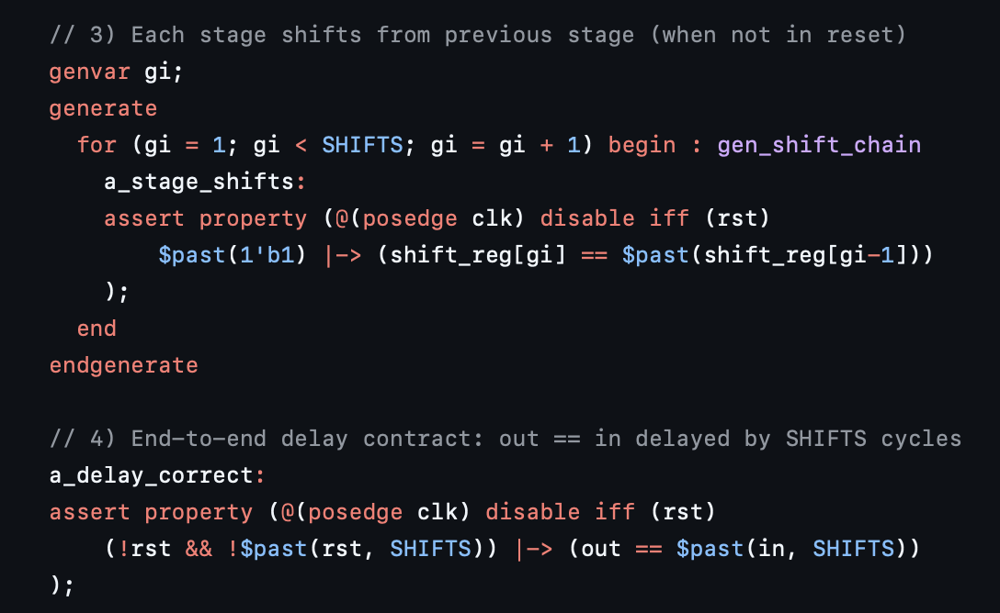 // 3) Each stage shifts from previous stage (when not in reset)
genvar gi;
generate
  for (gi = 1; gi < SHIFTS; gi = gi + 1) begin : gen_shift_chain
    a_stage_shifts:
    assert property (@(posedge clk) disable iff (rst)
        $past(1'b1) |-> (shift_reg[gi] == $past(shift_reg[gi-1]))
    );
  end
endgenerate

// 4) End-to-end delay contract: out == in delayed by SHIFTS cycles
a_delay_correct:
assert property (@(posedge clk) disable iff (rst)
    (!rst && !$past(rst, SHIFTS)) |-> (out == $past(in, SHIFTS))
);